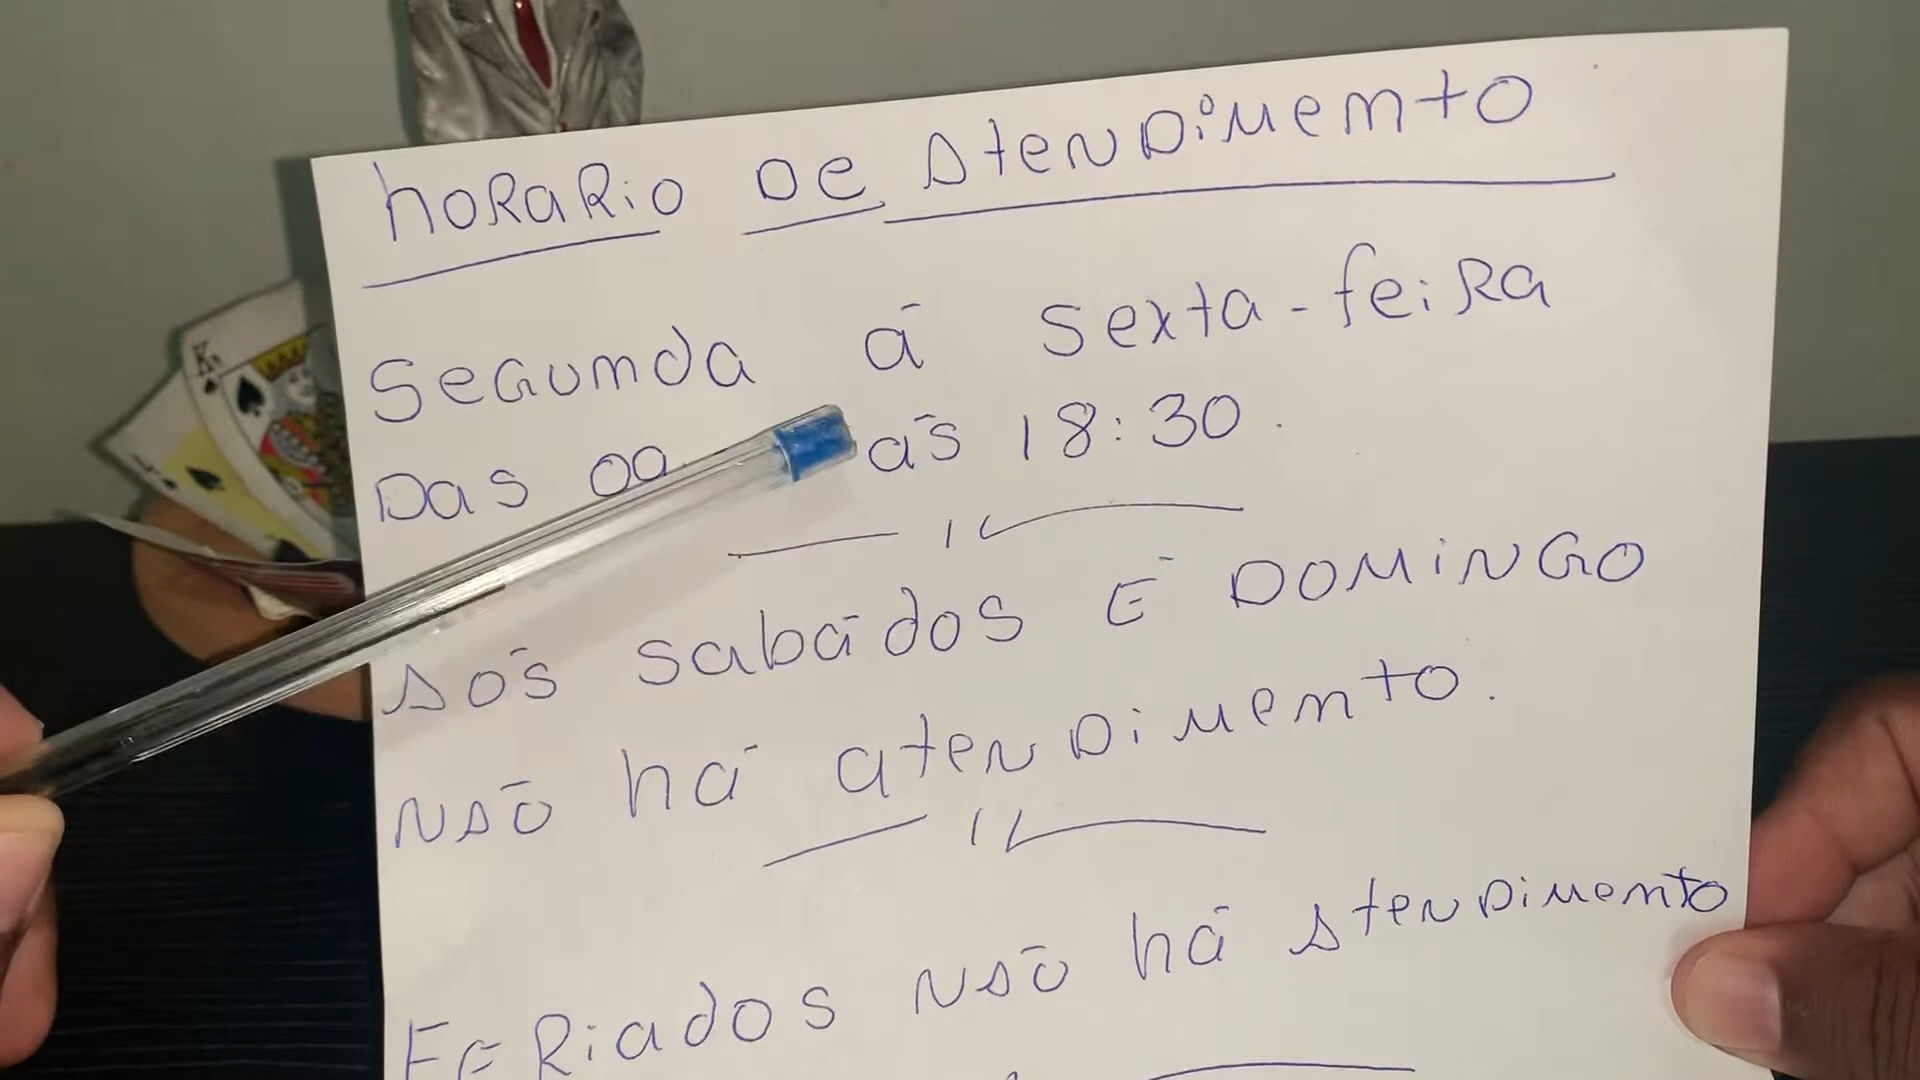 HORARIO DE AtENDiMENTO
SEGUNDA á SEXta-feiRa
Das às 18:30
AOS Sabádos E DOMiNGO
NÃO há atENDiMENTO.
FERiados NÃO há AtENDiMENTO
K